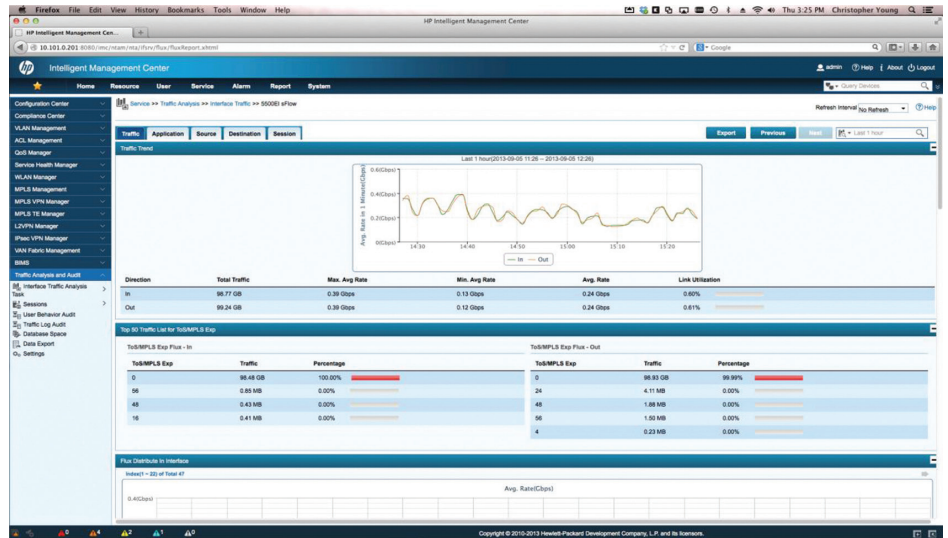 Firefox File Edit View History Bookmarks Tools Window Help Thu 3:25 PM Christopher Young
HP Intelligent Management Center
HP Intelligent Management Cen...
10.101.0.201:8080/imc/ntam/nta/ifsrv/flux/fluxReport.xhtml Google
hp Intelligent Management Center admin Help About Logout
Home Resource User Service Alarm Report System Query Devices
Configuration Center
Compliance Center
VLAN Management
ACL Management
QoS Manager
Service Health Manager
WLAN Manager
MPLS Management
MPLS VPN Manager
MPLS TE Manager
L2VPN Manager
IPsec VPN Manager
VAN Fabric Management
BIMS
Traffic Analysis and Audit
Interface Traffic Analysis
Task
Sessions
User Behavior Audit
Traffic Log Audit
Database Space
Data Export
Settings
Service >> Traffic Analysis >> Interface Traffic >> 5500EI sFlow
Refresh Interval No Refresh Help
Traffic Application Source Destination Session Export Previous Next Last 1 hour
Traffic Trend
Last 1 hour(2013-09-05 11:26 -- 2013-09-05 12:26)
Avg. Rate in 1 Minute(Gbps)
0.6(Gbps)
0.4(Gbps)
0.2(Gbps)
0(Gbps)
14:30 14:40 14:50 15:00 15:10 15:20
In Out
Direction Total Traffic Max. Avg Rate Min. Avg Rate Avg. Rate Link Utilization
In 98.77 GB 0.39 Gbps 0.13 Gbps 0.24 Gbps 0.60%
Out 99.24 GB 0.39 Gbps 0.12 Gbps 0.24 Gbps 0.61%
Top 50 Traffic List for ToS/MPLS Exp
ToS/MPLS Exp Flux - In
ToS/MPLS Exp Traffic Percentage
0 98.48 GB 100.00%
56 0.85 MB 0.00%
48 0.43 MB 0.00%
16 0.41 MB 0.00%
ToS/MPLS Exp Flux - Out
ToS/MPLS Exp Traffic Percentage
0 98.93 GB 99.99%
24 4.11 MB 0.00%
48 1.88 MB 0.00%
56 1.50 MB 0.00%
4 0.23 MB 0.00%
Flux Distribute in Interface
Index(1 ~ 22) of Total 47
Avg. Rate(Gbps)
0.4(Gbps)
0 4 2 1 0 Copyright © 2010-2013 Hewlett-Packard Development Company, L.P. and its licensors.